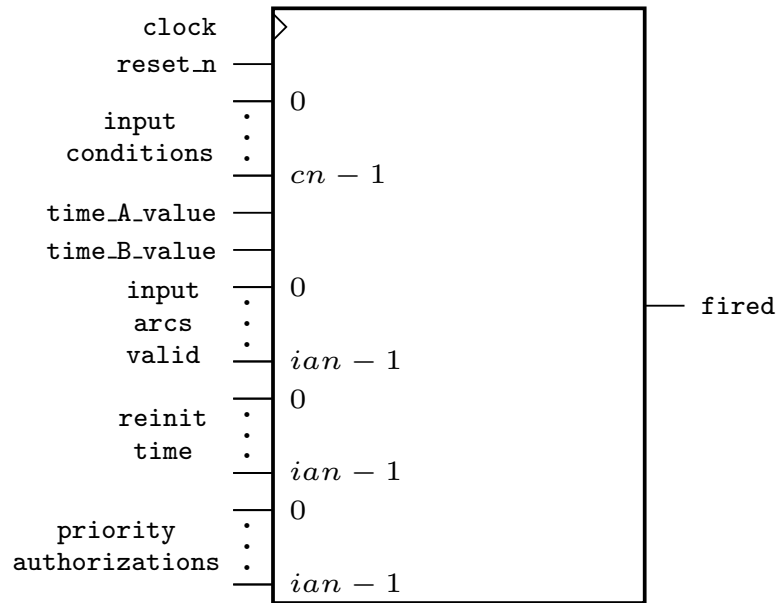 clock
reset_n
0
input
conditions
cn − 1
time_A_value
time_B_value
input
arcs
valid
0
ian − 1
fired
reinit
time
0
ian − 1
priority
authorizations
0
ian − 1